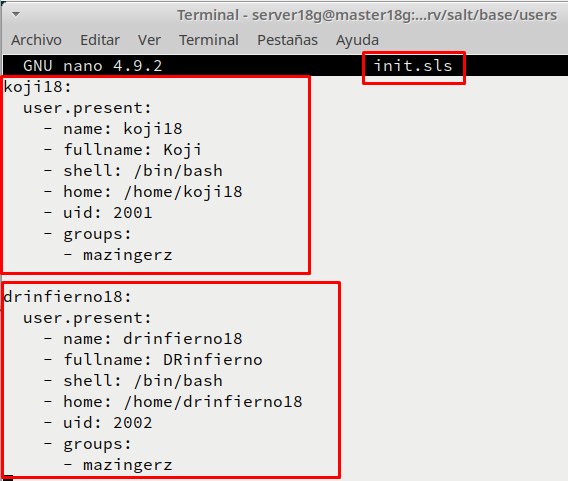 Terminal - server18g@master18g:...rv/salt/base/users
Archivo Editar Ver Terminal Pestañas Ayuda
GNU nano 4.9.2 init.sls
koji18:
  user.present:
    - name: koji18
    - fullname: Koji
    - shell: /bin/bash
    - home: /home/koji18
    - uid: 2001
    - groups:
      - mazingerz
drinfierno18:
  user.present:
    - name: drinfierno18
    - fullname: DRinfierno
    - shell: /bin/bash
    - home: /home/drinfierno18
    - uid: 2002
    - groups:
      - mazingerz